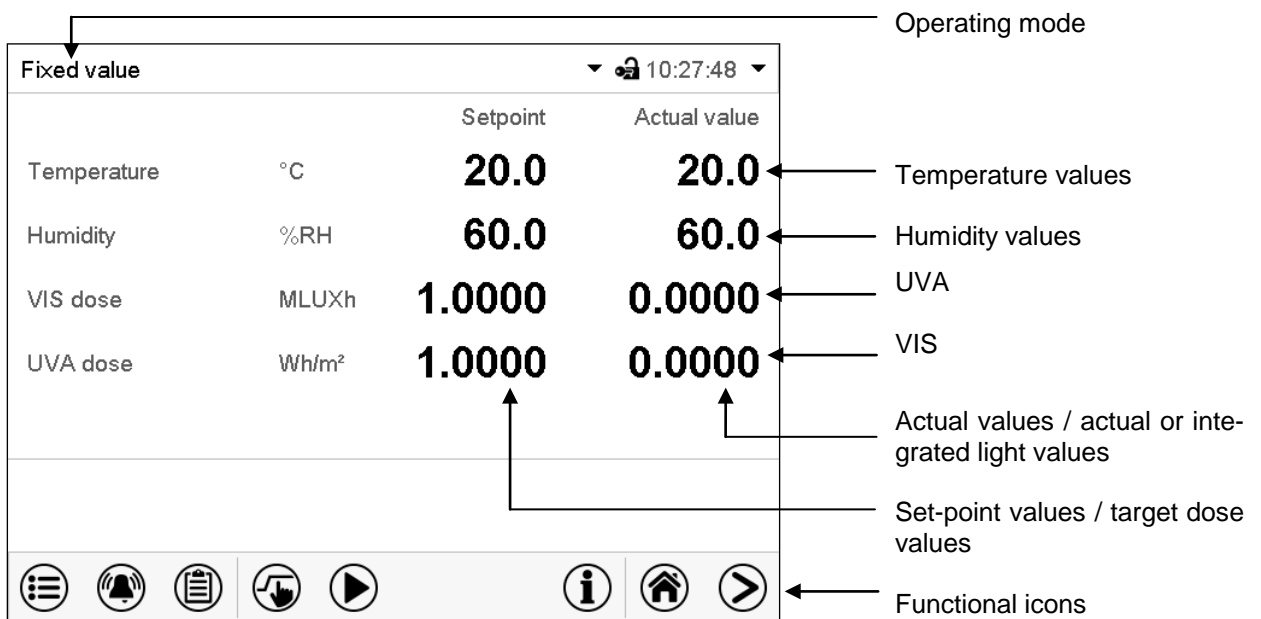 Operating mode
Fixed value 10:27:48
Setpoint Actual value
Temperature °C 20.0 20.0 Temperature values
Humidity %RH 60.0 60.0 Humidity values
VIS dose MLUXh 1.0000 0.0000 UVA
UVA dose Wh/m² 1.0000 0.0000 VIS
Actual values / actual or inte-
grated light values
Set-point values / target dose
values
Functional icons